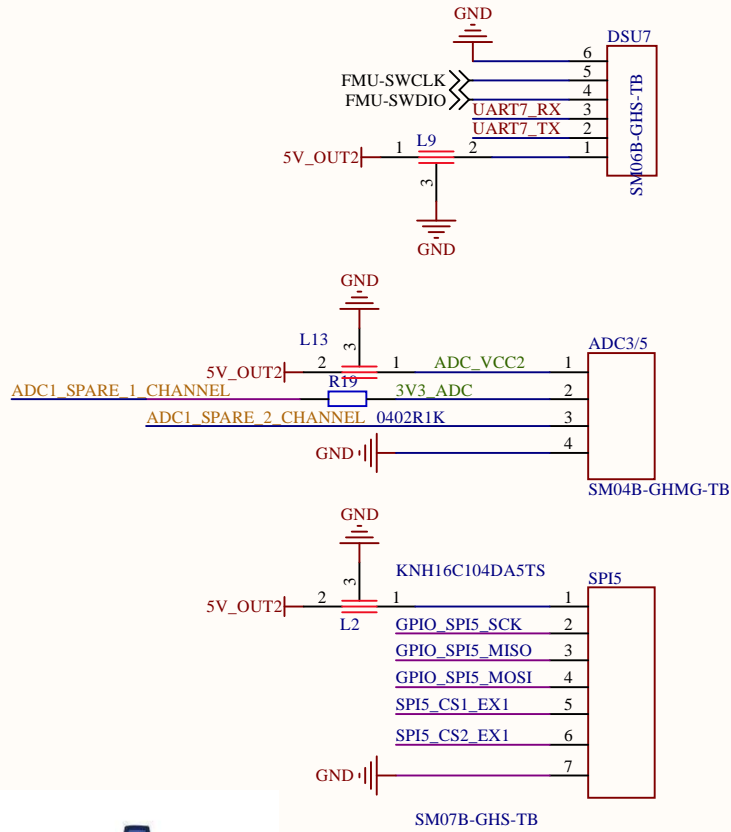 GND
DSU7
6
FMU-SWCLK
5
FMU-SWDIO
4
UART7_RX
3
UART7_TX
2
L9
5V_OUT2
1
2
1
3
SM06B-GHS-TB
GND
GND
L13
3
ADC3/5
5V_OUT2
2
1
ADC_VCC2
1
ADC1_SPARE_1_CHANNEL
R19
3V3_ADC
2
ADC1_SPARE_2_CHANNEL
0402R1K
3
GND
4
SM04B-GHMG-TB
GND
KNH16C104DA5TS
SPI5
3
5V_OUT2
2
1
1
L2
GPIO_SPI5_SCK
2
GPIO_SPI5_MISO
3
GPIO_SPI5_MOSI
4
SPI5_CS1_EX1
5
SPI5_CS2_EX1
6
GND
7
SM07B-GHS-TB